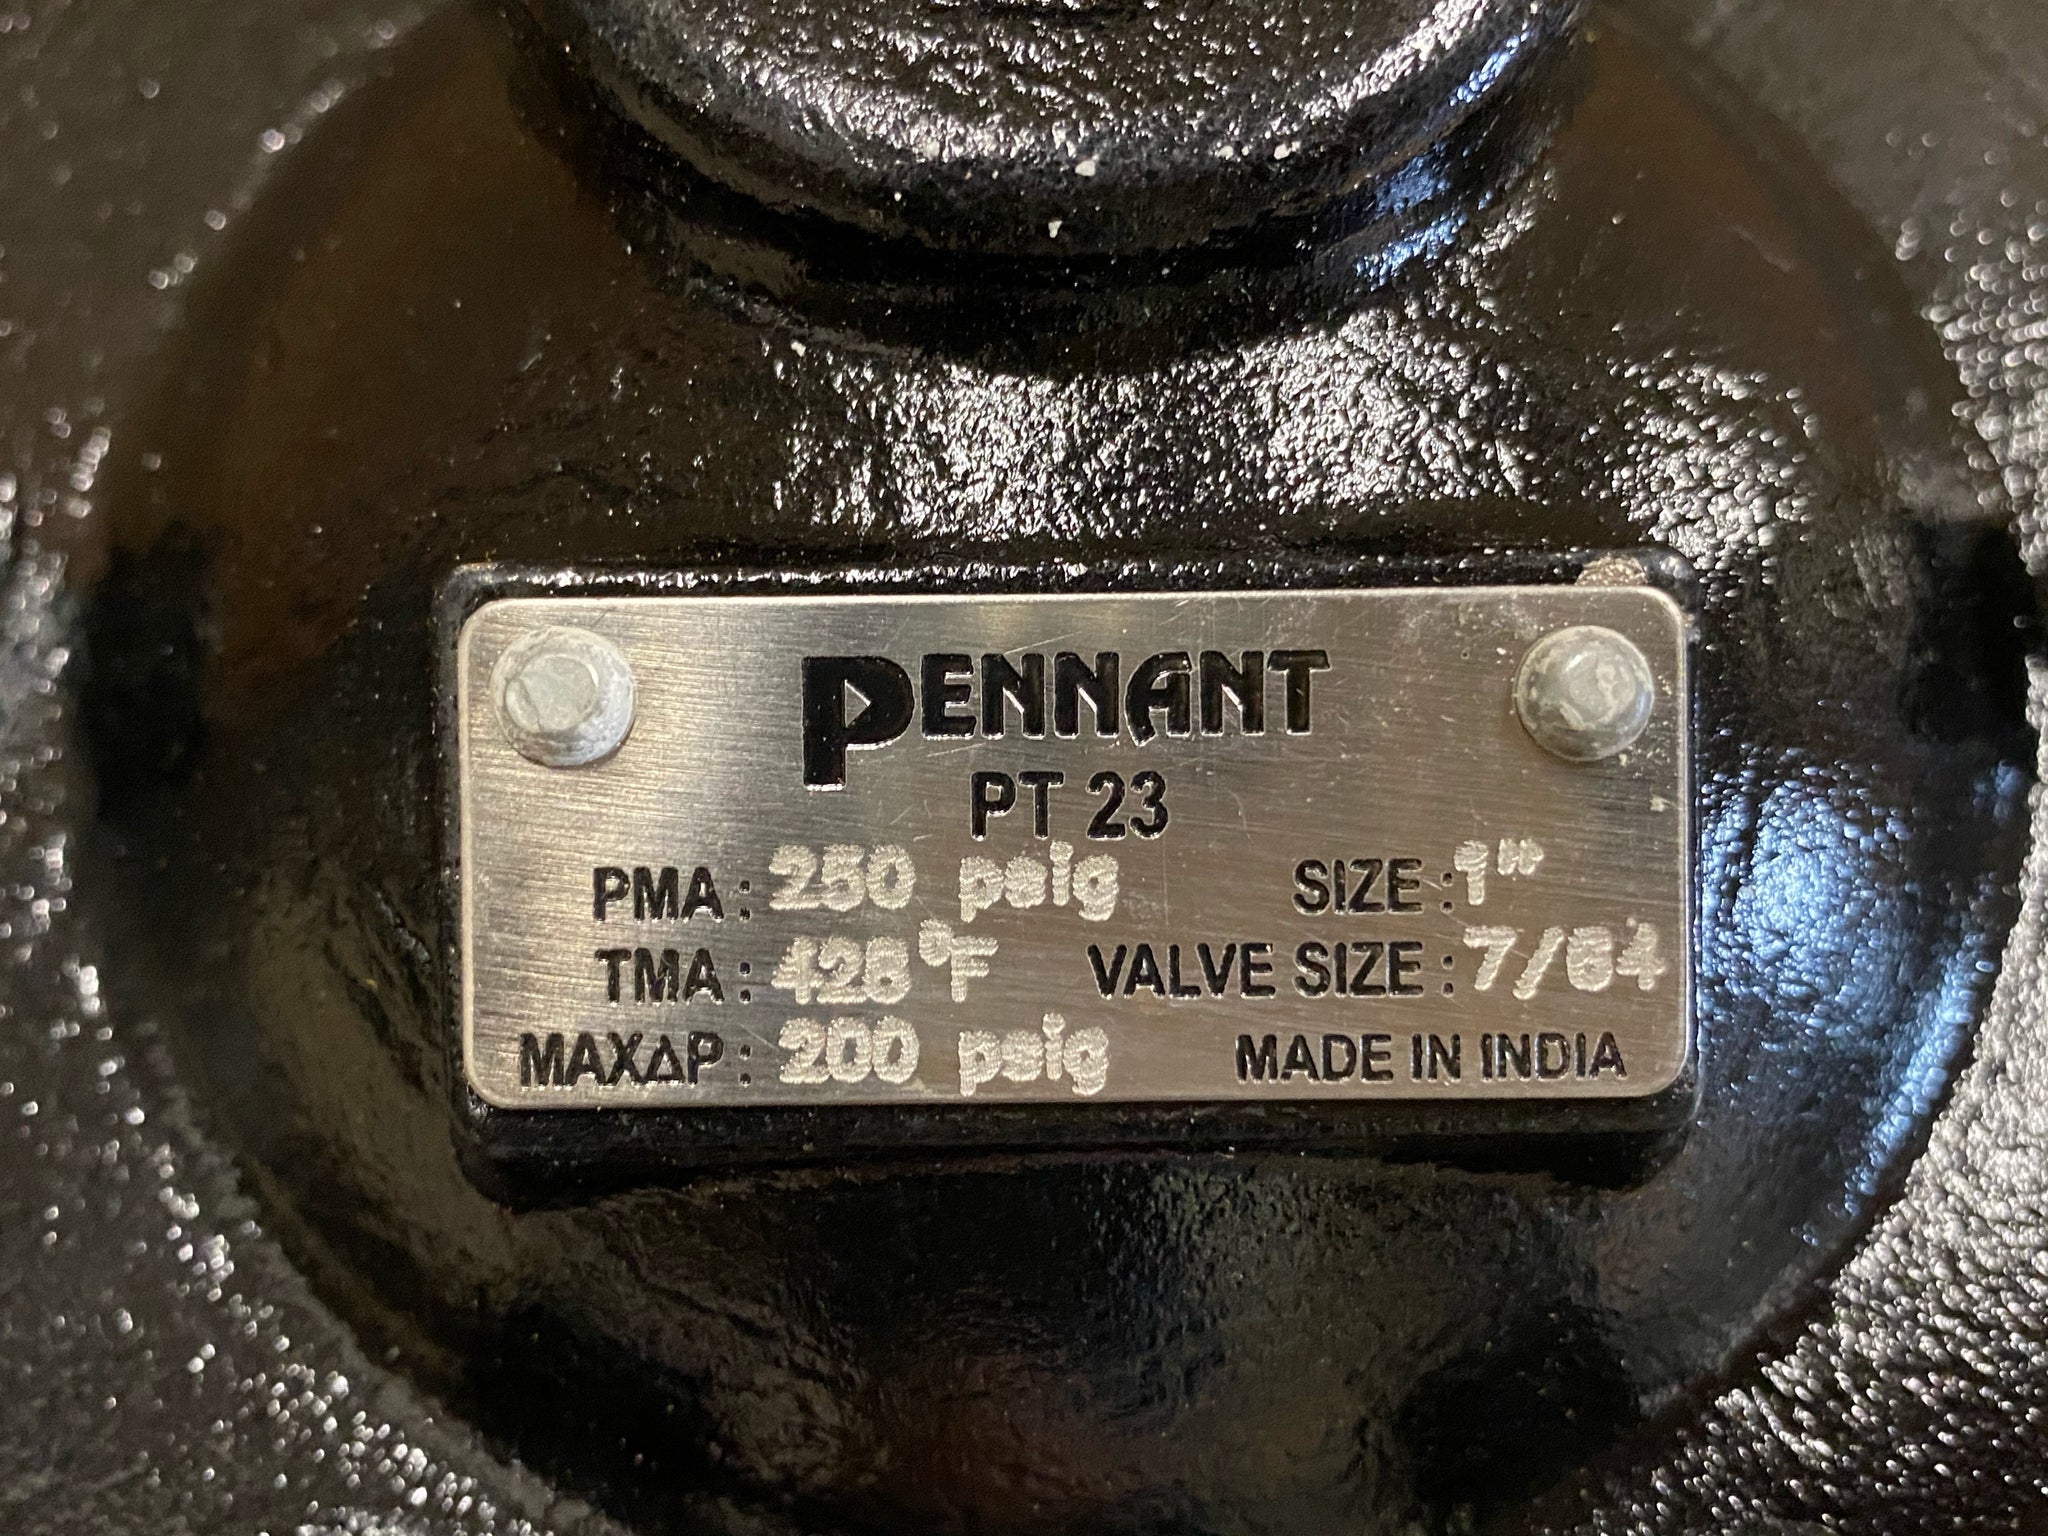 PENNANT
PT 23
PMA : 250 psig SIZE : 1"
TMA : 428°F VALVE SIZE : 7/64
MAXΔP : 200 psig MADE IN INDIA